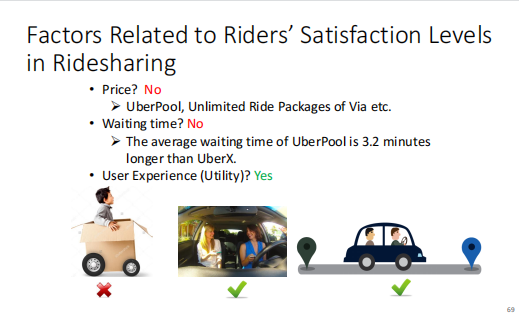 Factors Related to Riders' Satisfaction Levels
in Ridesharing
• Price? No
➢ UberPool, Unlimited Ride Packages of Via etc.
• Waiting time? No
➢ The average waiting time of UberPool is 3.2 minutes
longer than UberX.
• User Experience (Utility)? Yes
69